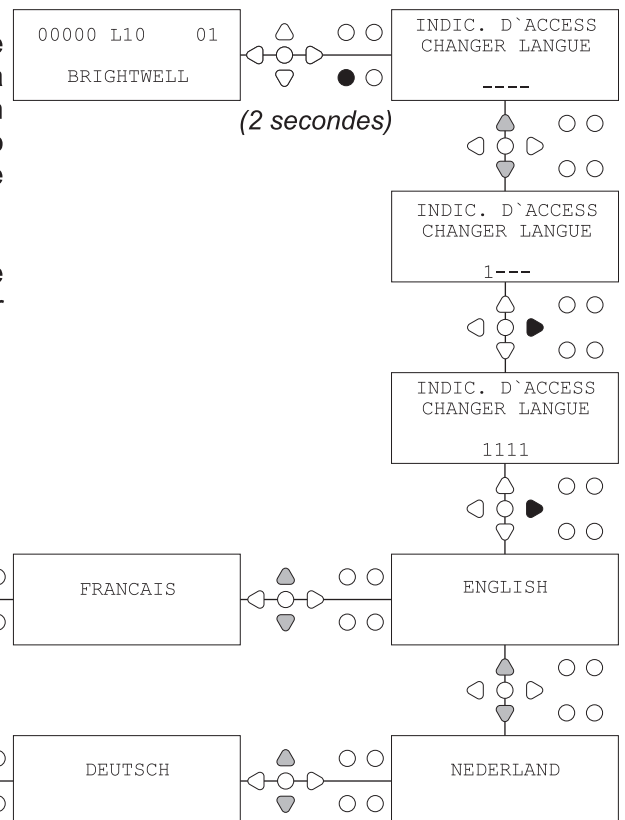 00000 L10 01
BRIGHTWELL
(2 secondes)
INDIC. D`ACCESS
CHANGER LANGUE
----
INDIC. D`ACCESS
CHANGER LANGUE
1---
INDIC. D`ACCESS
CHANGER LANGUE
1111
FRANCAIS
ENGLISH
DEUTSCH
NEDERLAND